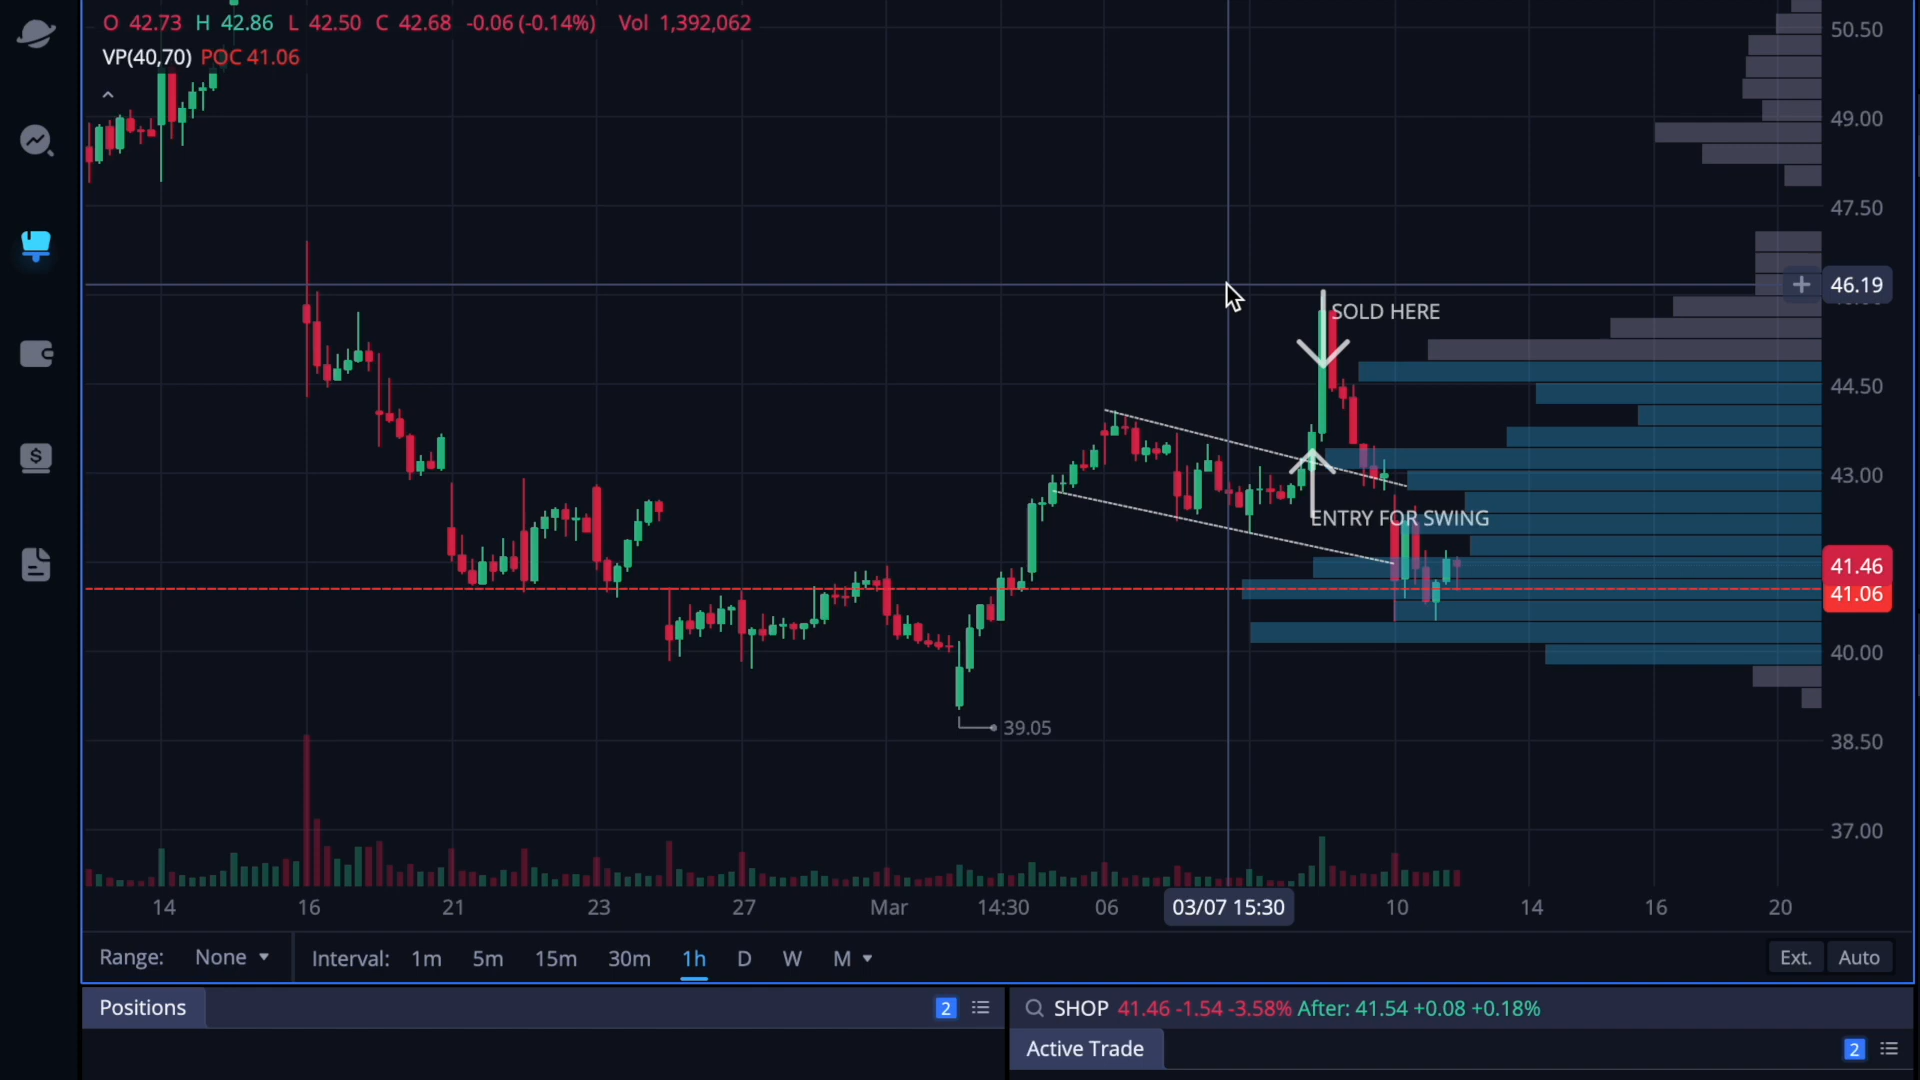 O 42.73 H 42.86 L 42.50 C 42.68 -0.06 (-0.14%) Vol 1,392,062
VP(40,70) POC 41.06
50.50
49.00
47.50
46.19
44.50
43.00
41.46
41.06
40.00
38.50
37.00
SOLD HERE
ENTRY FOR SWING
39.05
14 16 21 23 27 Mar 14:30 06 03/07 15:30 10 14 16 20
Range: None Interval: 1m 5m 15m 30m 1h D W M Ext. Auto
Positions 2
SHOP 41.46 -1.54 -3.58% After: 41.54 +0.08 +0.18%
Active Trade 2